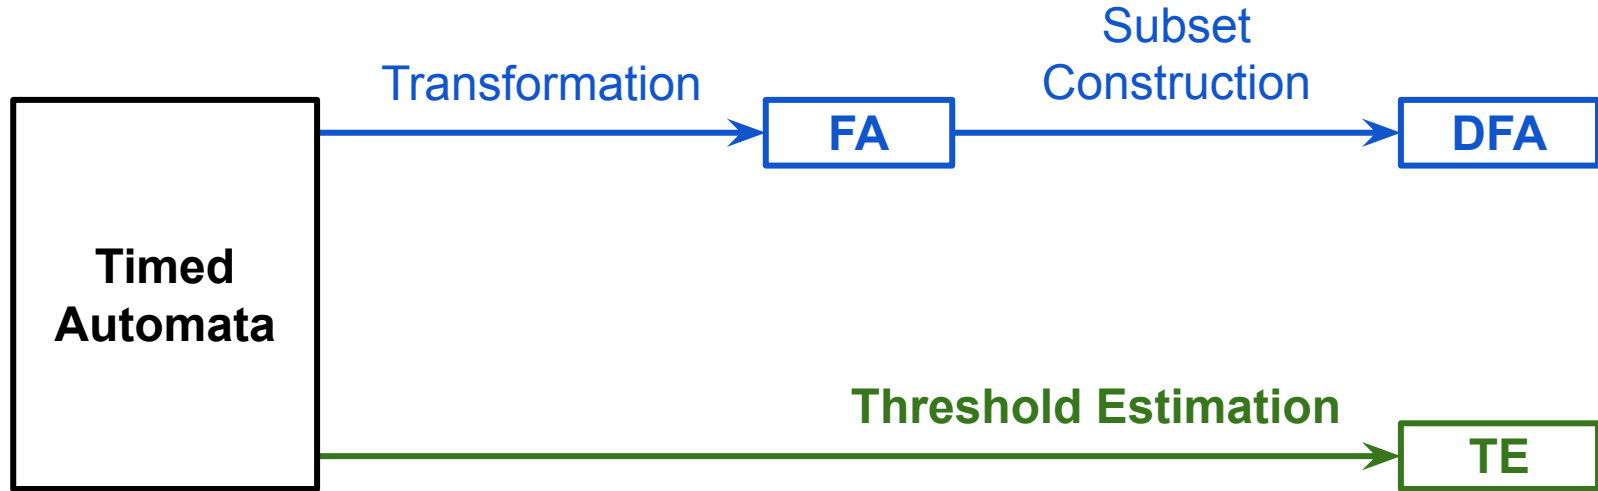 Subset
Construction
Transformation
FA
DFA
Timed
Automata
Threshold Estimation
TE